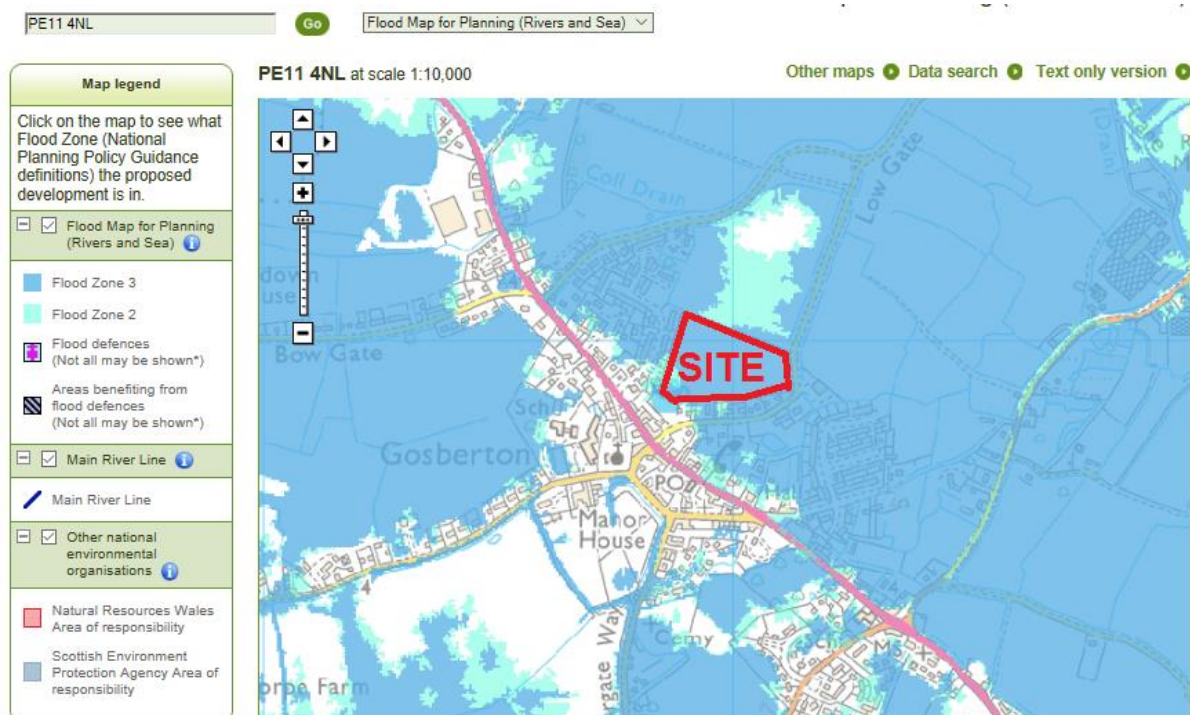 PE11 4NL
Go
Flood Map for Planning (Rivers and Sea)
Map legend
Click on the map to see what
Flood Zone (National
Planning Policy Guidance
definitions) the proposed
development is in.
Flood Map for Planning
(Rivers and Sea)
Flood Zone 3
Flood Zone 2
Flood defences
(Not all may be shown*)
Areas benefiting from
flood defences
(Not all may be shown*)
Main River Line
Main River Line
Other national
environmental
organisations
Natural Resources Wales
Area of responsibility
Scottish Environment
Protection Agency Area of
responsibility
PE11 4NL at scale 1:10,000
Other maps
Data search
Text only version
Coll Drain
Low Gate
(Drain)
Bow Gate
SITE
Gosberton
PO
Hall
Manor
House
4
Cemy
Ms